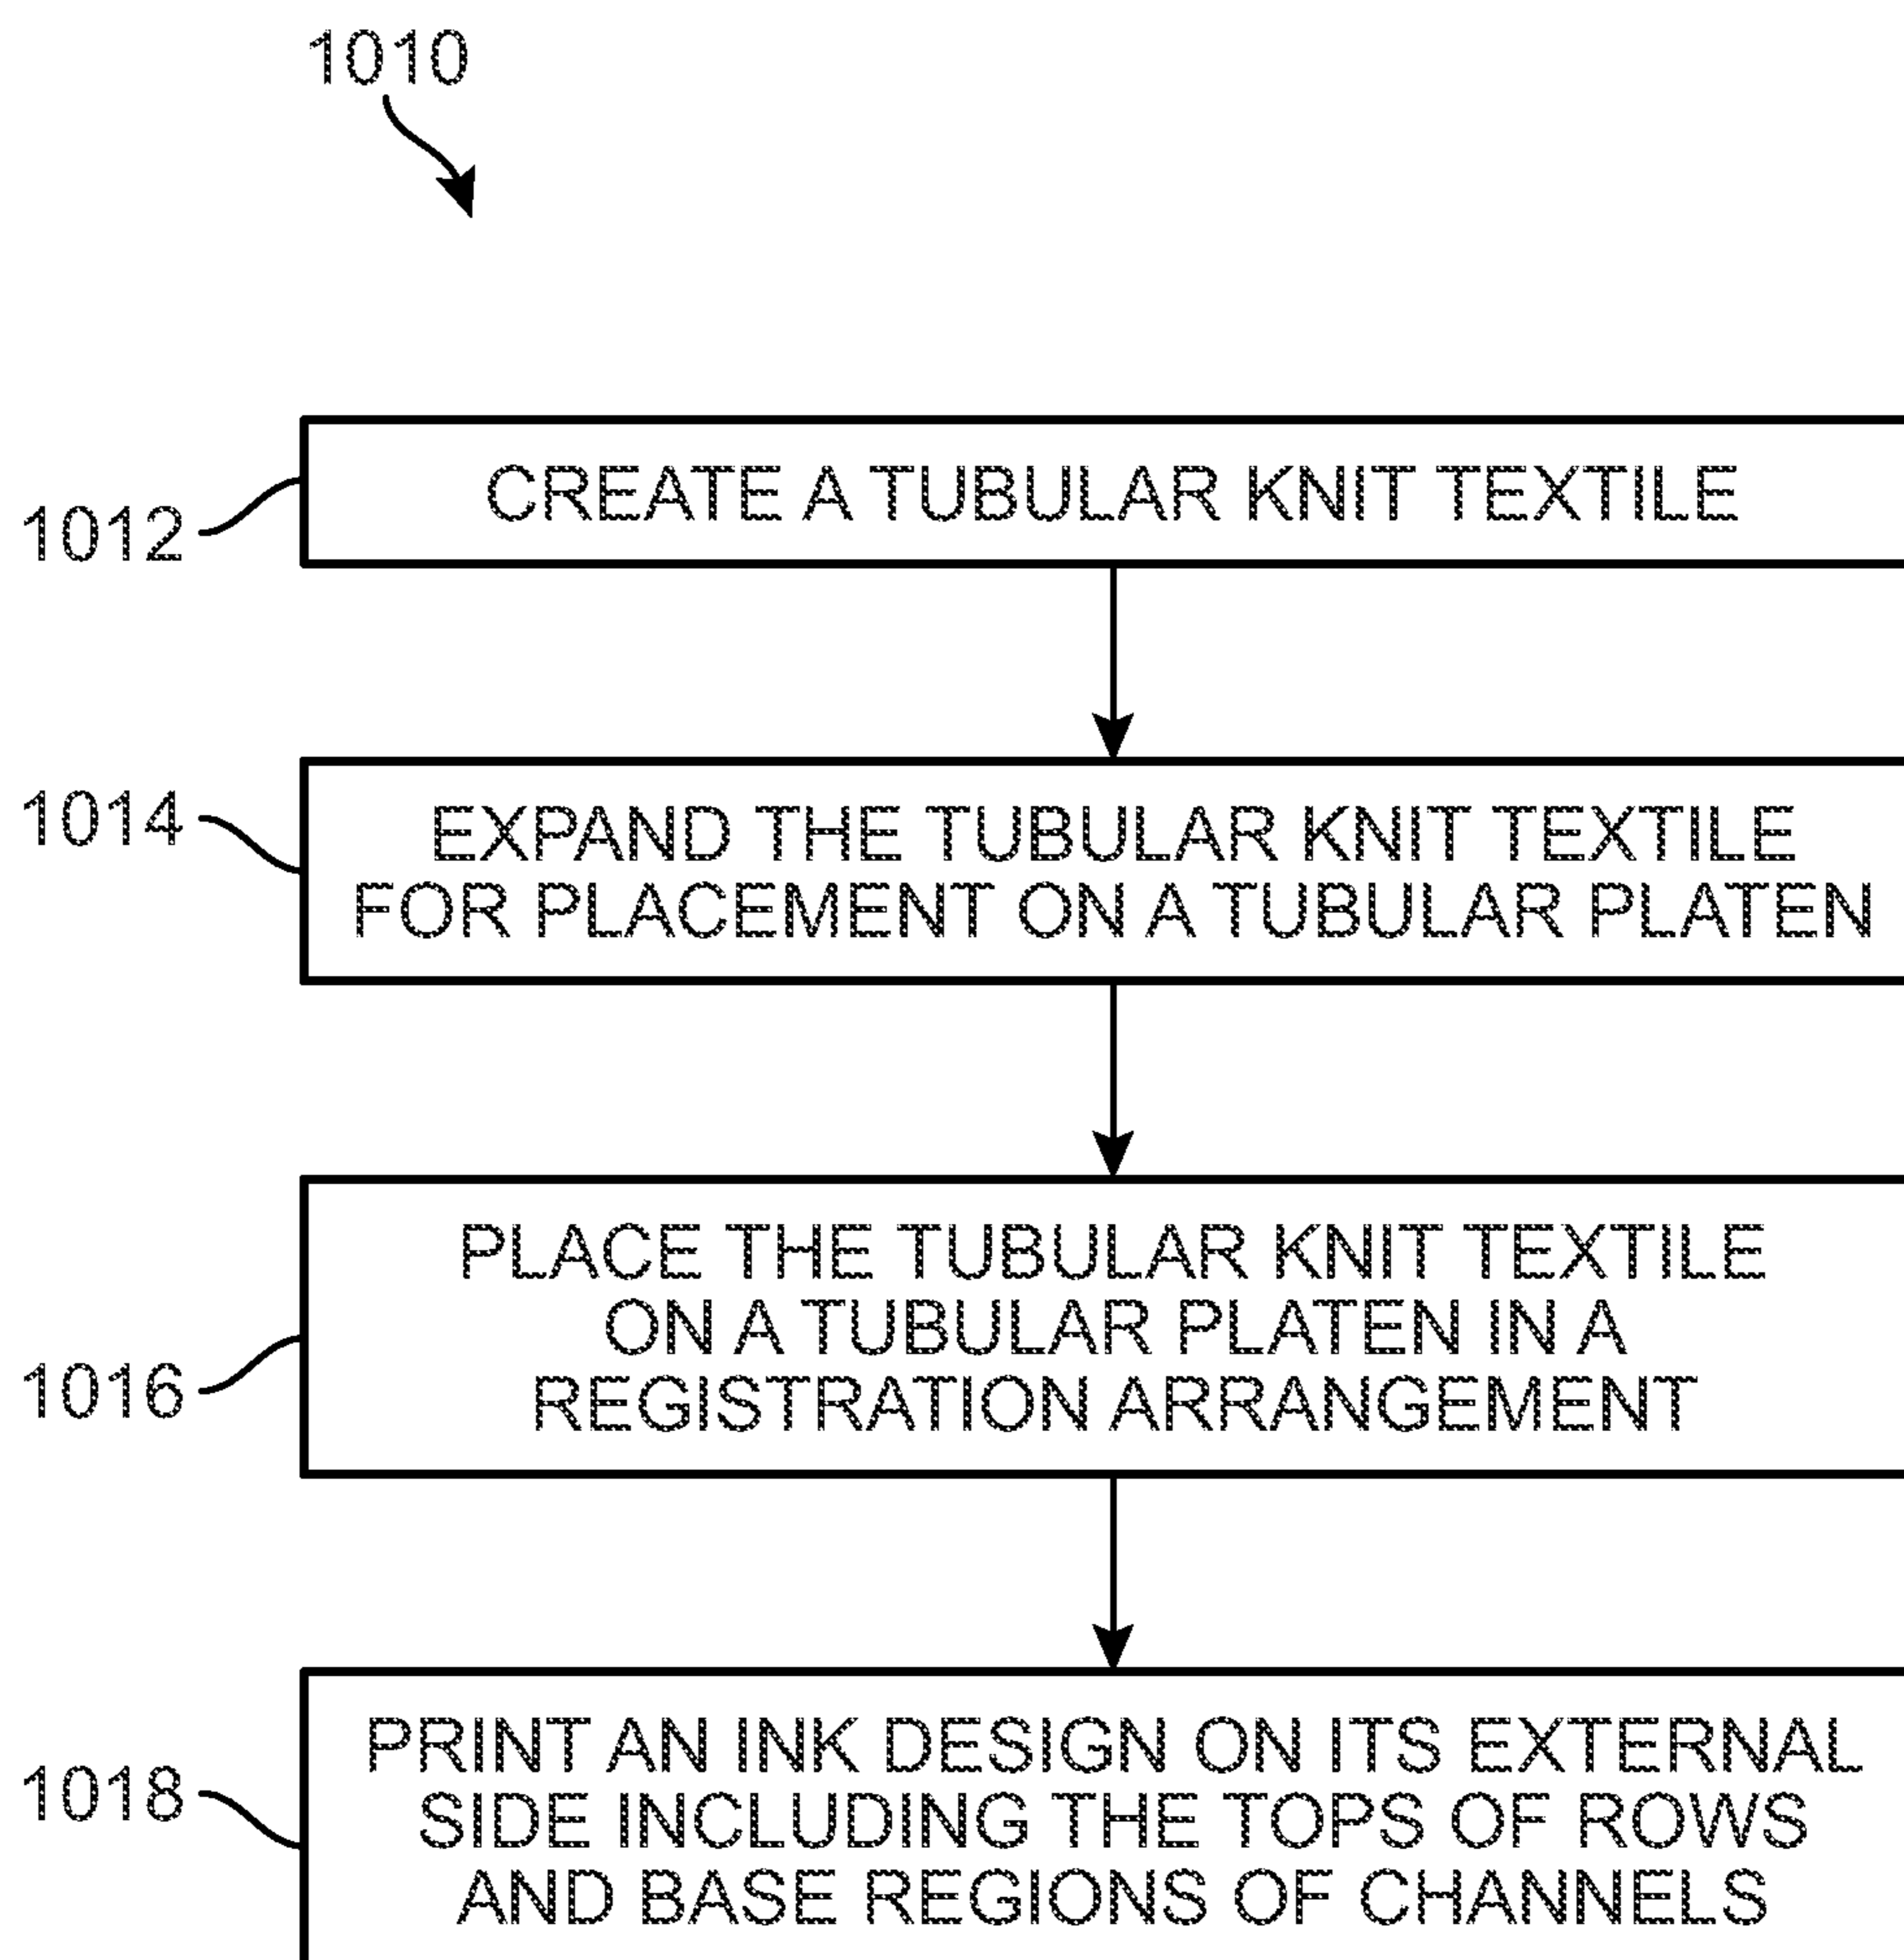 1010
1012
CREATE A TUBULAR KNIT TEXTILE
1014
EXPAND THE TUBULAR KNIT TEXTILE
FOR PLACEMENT ON A TUBULAR PLATEN
1016
PLACE THE TUBULAR KNIT TEXTILE
ON A TUBULAR PLATEN IN A
REGISTRATION ARRANGEMENT
1018
PRINT AN INK DESIGN ON ITS EXTERNAL
SIDE INCLUDING THE TOPS OF ROWS
AND BASE REGIONS OF CHANNELS